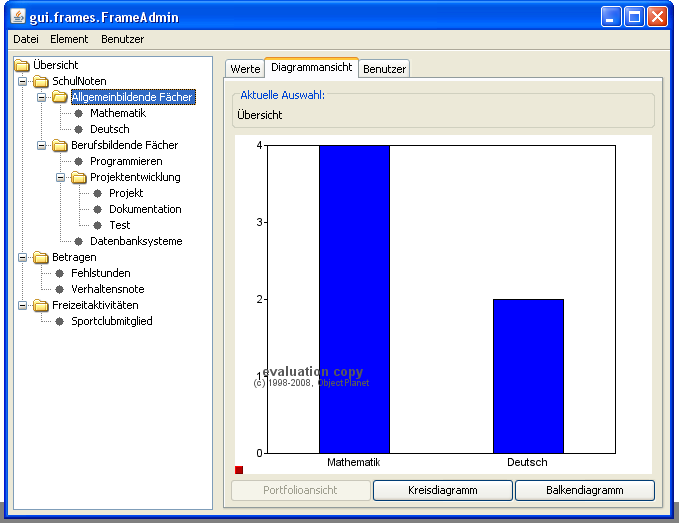 gui.frames.FrameAdmin
Datei Element Benutzer
Übersicht
SchulNoten
Allgemeinbildende Fächer
Mathematik
Deutsch
Berufsbildende Fächer
Programmieren
Projektentwicklung
Projekt
Dokumentation
Test
Datenbanksysteme
Betragen
Fehlstunden
Verhaltensnote
Freizeitaktivitäten
Sportclubmitglied
Werte Diagrammansicht Benutzer
Aktuelle Auswahl:
Übersicht
4
3
2
1
0
evaluation copy
(c) 1998-2008, Object Planet
Mathematik Deutsch
Portfolioansicht Kreisdiagramm Balkendiagramm